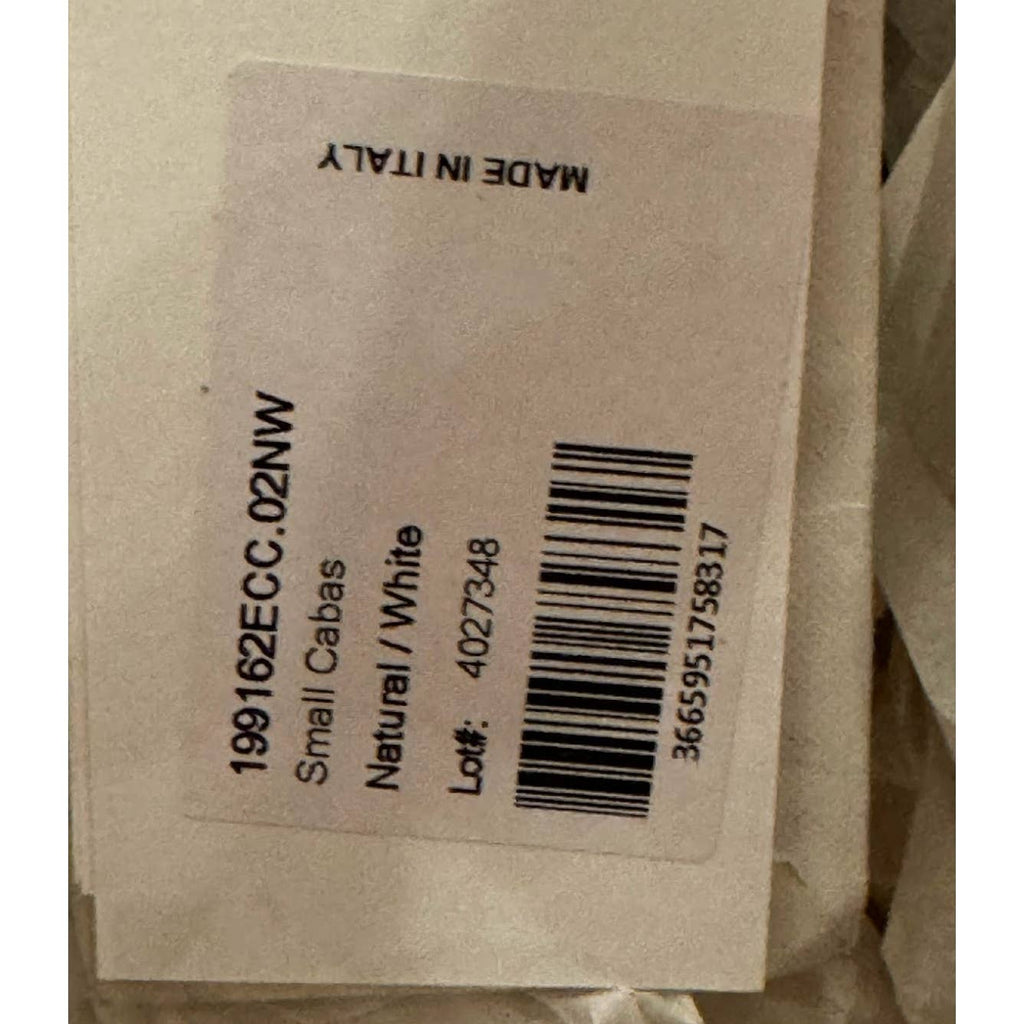 199162ECC.02NW
Small Cabas
Natural / White
Lot#: 4027348
3665951758317
MADE IN ITALY